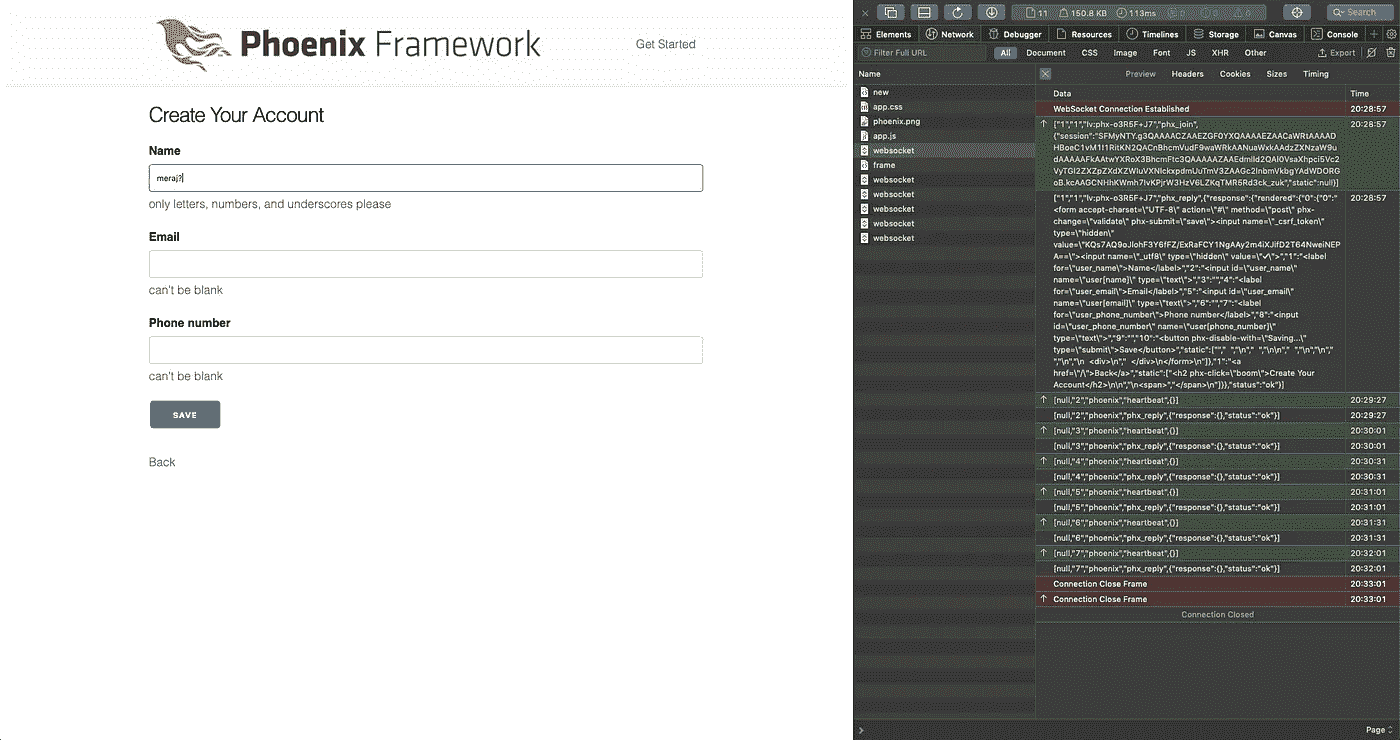 Phoenix Framework
Get Started
Create Your Account
Name
meraj?
only letters, numbers, and underscores please
Email
can't be blank
Phone number
can't be blank
SAVE
Back
11 150.8 KB 113ms
Search
Elements Network Debugger Resources Timelines Storage Canvas Console
Filter Full URL All Document CSS Image Font JS XHR Other Export
Name
new
app.css
phoenix.png
app.js
websocket
frame
websocket
websocket
websocket
websocket
websocket
Preview Headers Cookies Sizes Timing
Data Time
WebSocket Connection Established 20:28:57
["1","1","lv:phx-o3R5F+J7","phx_join", 20:28:57
{"session":
"static":null}]
["1","1","lv:phx-o3R5F+J7","phx_reply",{"response":{"rendered":{"0":{"0":" 20:28:57
<form accept-charset=\"UTF-8\" action=\"#\" method=\"post\" phx-
change=\"validate\" phx-submit=\"save\"><input name=\"_csrf_token\"
type=\"hidden\"
A==\"><input name=\"_utf8\" type=\"hidden\" value=\"✓\">","1":"<label
for=\"user_name\">Name</label>","2":"<input id=\"user_name\"
name=\"user[name]\" type=\"text\">","3":"","4":"<label
for=\"user_email\">Email</label>","5":"<input id=\"user_email\"
name=\"user[email]\" type=\"text\">","6":"","7":"<label
for=\"user_phone_number\">Phone number</label>","8":"<input
id=\"user_phone_number\" name=\"user[phone_number]\"
type=\"text\">","9":"","10":"<button phx-disable-with=\"Saving...\"
type=\"submit\">Save</button>","static":["","  ","\n","  ","\n\n","  ","\n","\n",
","\n","\n  <div>\n","  </div>\n</form>\n"]},"1":"<a
href=\"/\">Back</a>","static":["<h2 phx-click=\"boom\">Create Your
Account</h2>\n\n","\n<span>","</span>\n"]}},"status":"ok"}]
[null,"2","phoenix","heartbeat",{}] 20:29:27
[null,"2","phoenix","phx_reply",{"response":{},"status":"ok"}] 20:29:27
[null,"3","phoenix","heartbeat",{}] 20:30:01
[null,"3","phoenix","phx_reply",{"response":{},"status":"ok"}] 20:30:01
[null,"4","phoenix","heartbeat",{}] 20:30:31
[null,"4","phoenix","phx_reply",{"response":{},"status":"ok"}] 20:30:31
[null,"5","phoenix","heartbeat",{}] 20:31:01
[null,"5","phoenix","phx_reply",{"response":{},"status":"ok"}] 20:31:01
[null,"6","phoenix","heartbeat",{}] 20:31:31
[null,"6","phoenix","phx_reply",{"response":{},"status":"ok"}] 20:31:31
[null,"7","phoenix","heartbeat",{}] 20:32:01
[null,"7","phoenix","phx_reply",{"response":{},"status":"ok"}] 20:32:01
Connection Close Frame 20:33:01
Connection Close Frame 20:33:01
Connection Closed
Page